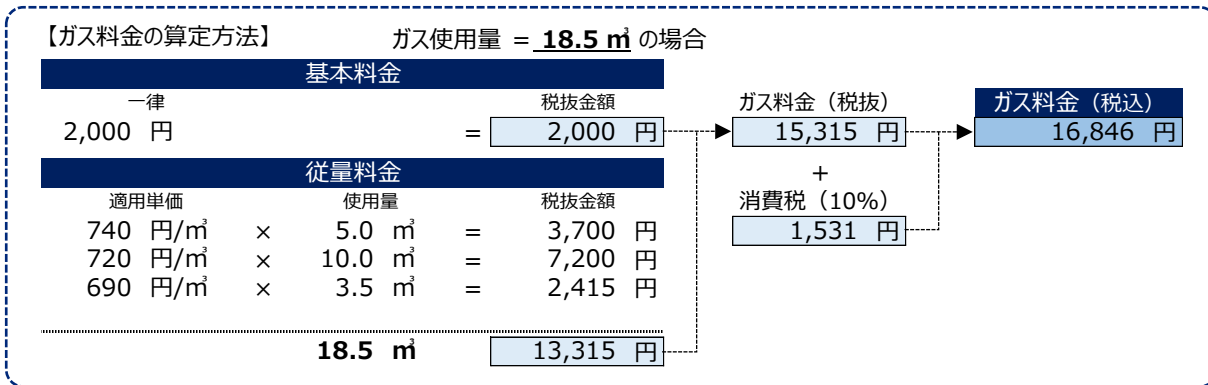 【ガス料金の算定方法】 ガス使用量 = 18.5 ㎥ の場合
基本料金
一律 税抜金額
2,000 円 = 2,000 円
従量料金
適用単価 使用量 税抜金額
740 円/㎥ × 5.0 ㎥ = 3,700 円
720 円/㎥ × 10.0 ㎥ = 7,200 円
690 円/㎥ × 3.5 ㎥ = 2,415 円
18.5 ㎥ 13,315 円
ガス料金（税抜）
15,315 円
+
消費税（10%）
1,531 円
ガス料金（税込）
16,846 円